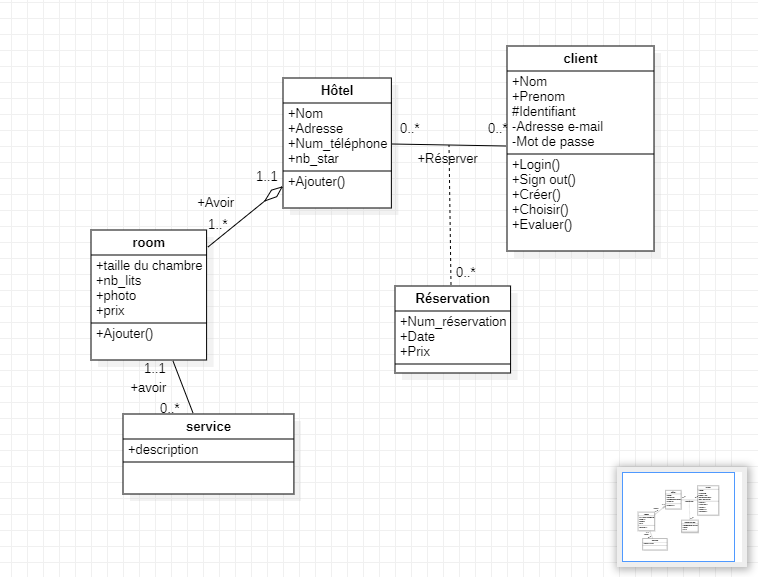 client
+Nom
+Prenom
#Identifiant
-Adresse e-mail
-Mot de passe
+Login()
+Sign out()
+Créer()
+Choisir()
+Evaluer()
Hôtel
+Nom
+Adresse
+Num_téléphone
+nb_star
+Ajouter()
0..*
0..*
+Réserver
0..*
1..1
+Avoir
1..*
room
+taille du chambre
+nb_lits
+photo
+prix
+Ajouter()
Réservation
+Num_réservation
+Date
+Prix
1..1
+avoir
0..*
service
+description